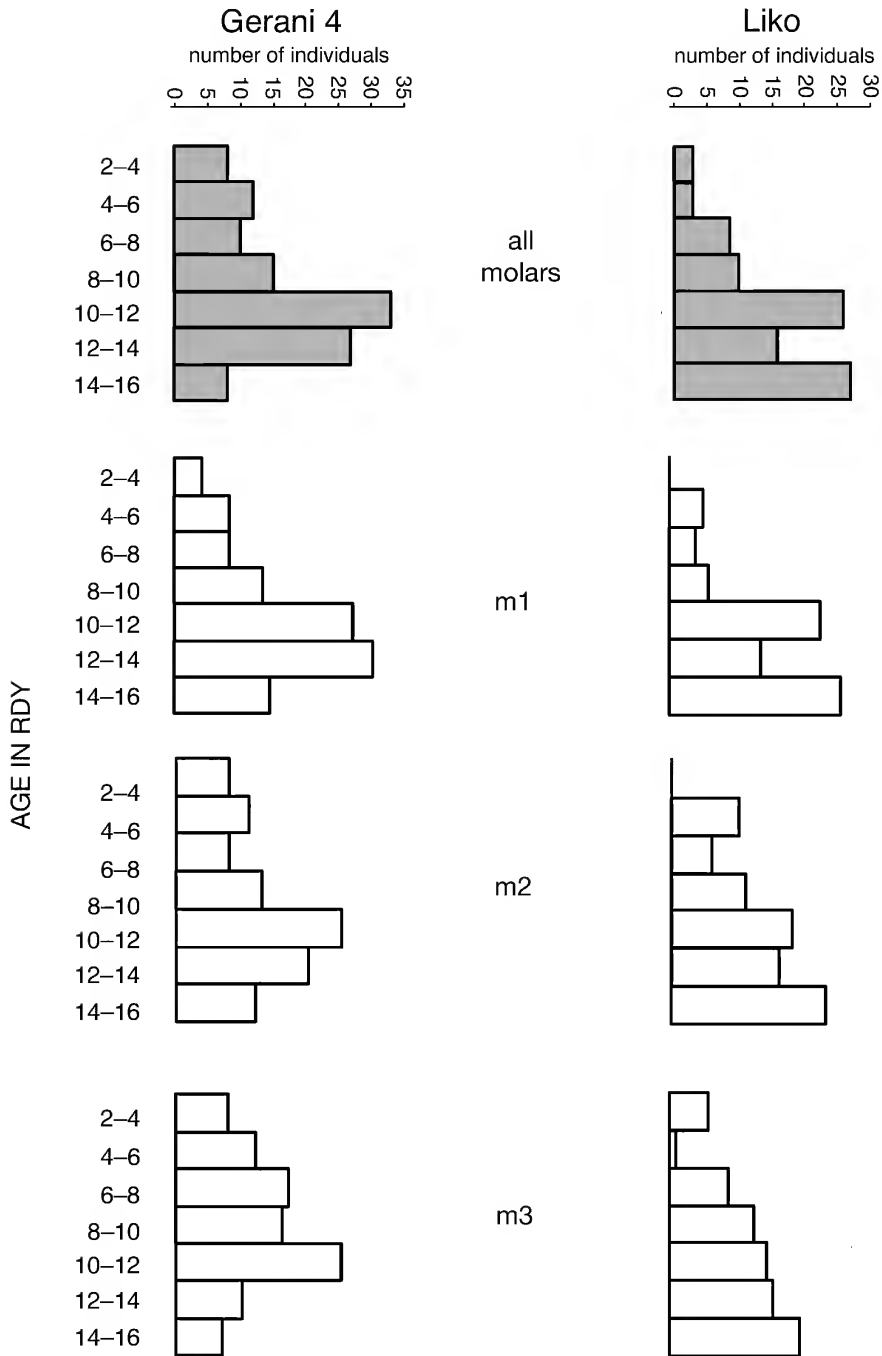 Gerani 4
number of individuals
0 5 10 15 20 25 30 35
Liko
number of individuals
0 5 10 15 20 25 30
AGE IN RDY
2–4
4–6
6–8
8–10
10–12
12–14
14–16
all
molars
2–4
4–6
6–8
8–10
10–12
12–14
14–16
m1
2–4
4–6
6–8
8–10
10–12
12–14
14–16
m2
2–4
4–6
6–8
8–10
10–12
12–14
14–16
m3